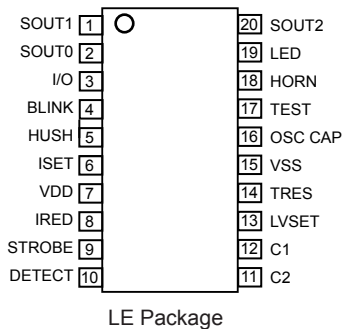 SOUT1 1 20 SOUT2
SOUT0 2 19 LED
I/O 3 18 HORN
BLINK 4 17 TEST
HUSH 5 16 OSC CAP
ISET 6 15 VSS
VDD 7 14 TRES
IRED 8 13 LVSET
STROBE 9 12 C1
DETECT 10 11 C2
LE Package